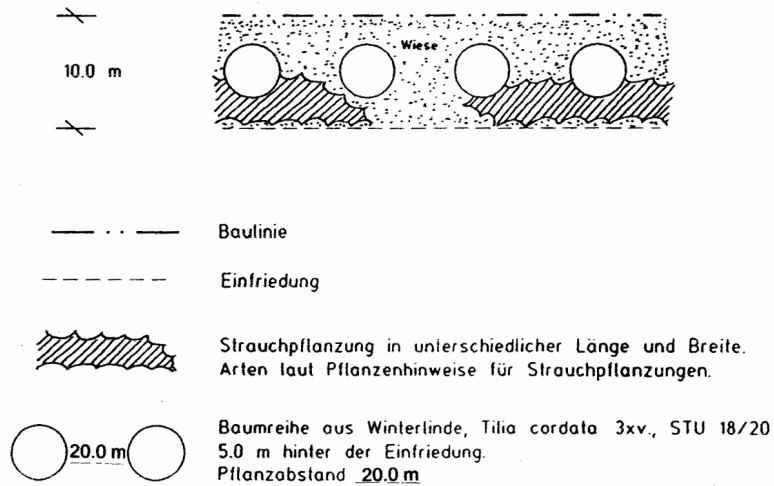 Wiese
10.0 m
Baulinie
Einfriedung
Strauchpflanzung in unterschiedlicher Länge und Breite.
Arten laut Pflanzenhinweise für Strauchpflanzungen.
Baumreihe aus Winterlinde, Tilia cordata 3xv., STU 18/20
20.0 m
5.0 m hinter der Einfriedung.
Pflanzabstand 20.0 m